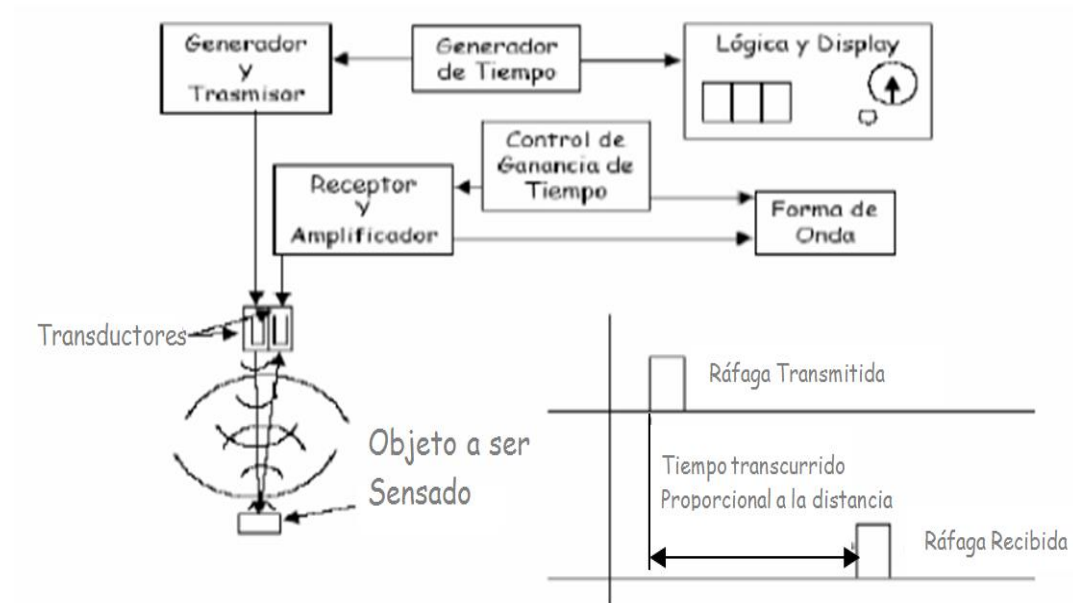 Generador
y
Trasmisor
Generador
de Tiempo
Lógica y Display
Control de
Ganancia de
Tiempo
Receptor
y
Amplificador
Forma de
Onda
Transductores
Objeto a ser
Sensado
Ráfaga Transmitida
Tiempo transcurrido
Proporcional a la distancia
Ráfaga Recibida